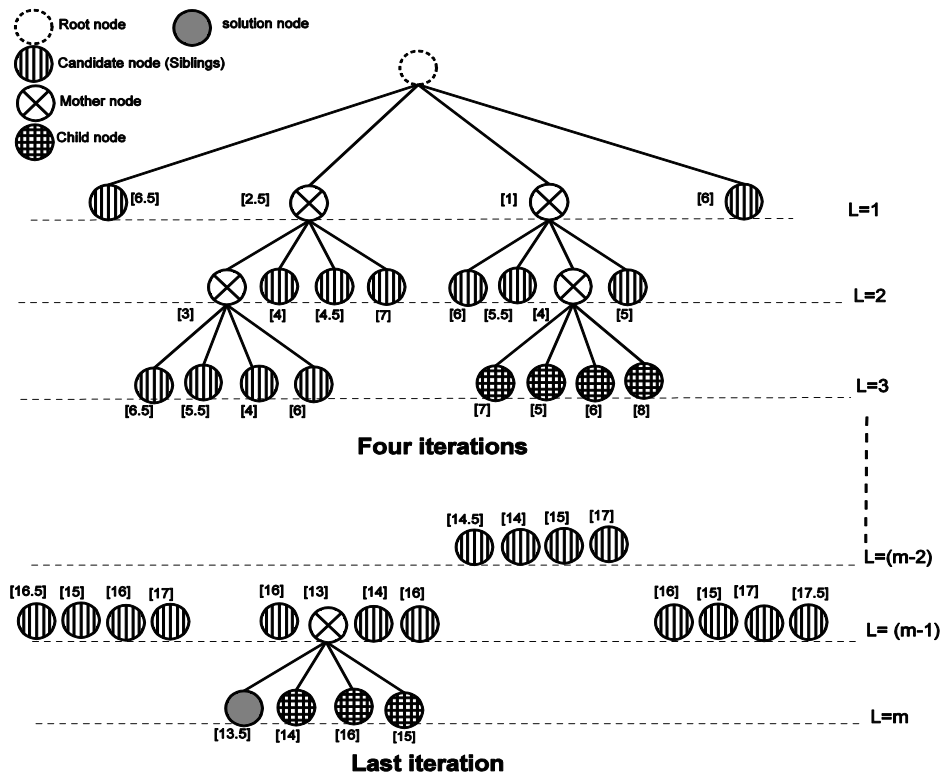 Root node
solution node
Candidate node (Siblings)
Mother node
Child node
[6.5] [2.5] [1] [6]
L=1
L=2
[3] [4] [4.5] [7] [6] [5.5] [4] [5]
L=3
[6.5] [5.5] [4] [6] [7] [5] [6] [8]
Four iterations
[14.5] [14] [15] [17]
L=(m-2)
[16.5] [15] [16] [17] [16] [13] [14] [16] [16] [15] [17] [17.5]
L= (m-1)
L=m
[13.5] [14] [16] [15]
Last iteration